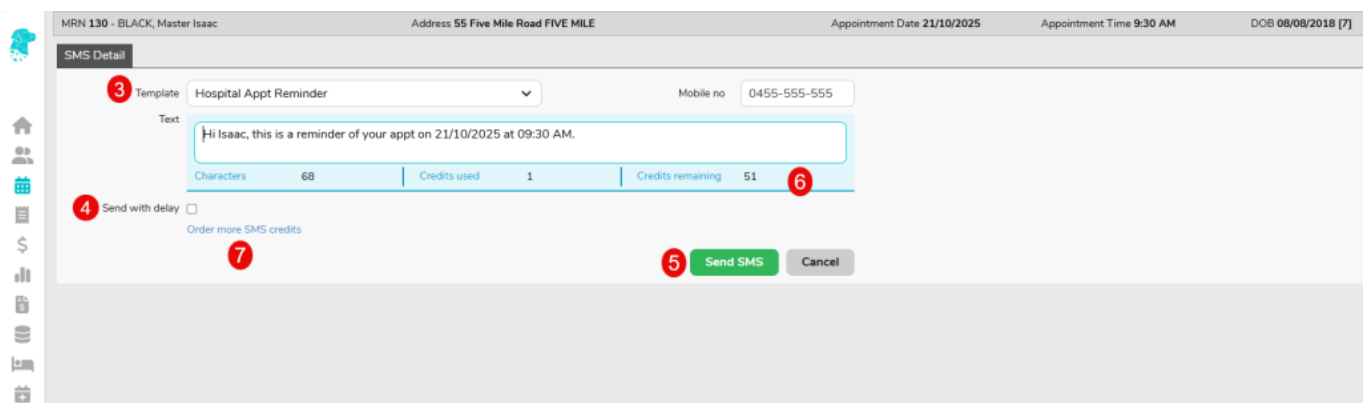 MRN 130 - BLACK, Master Isaac Address 55 Five Mile Road FIVE MILE Appointment Date 21/10/2025 Appointment Time 9:30 AM DOB 08/08/2018 [7]
SMS Detail
3 Template Hospital Appt Reminder Mobile no 0455-555-555
Text
Hi Isaac, this is a reminder of your appt on 21/10/2025 at 09:30 AM.
Characters 68 Credits used 1 Credits remaining 51 6
4 Send with delay
Order more SMS credits
7
5 Send SMS Cancel